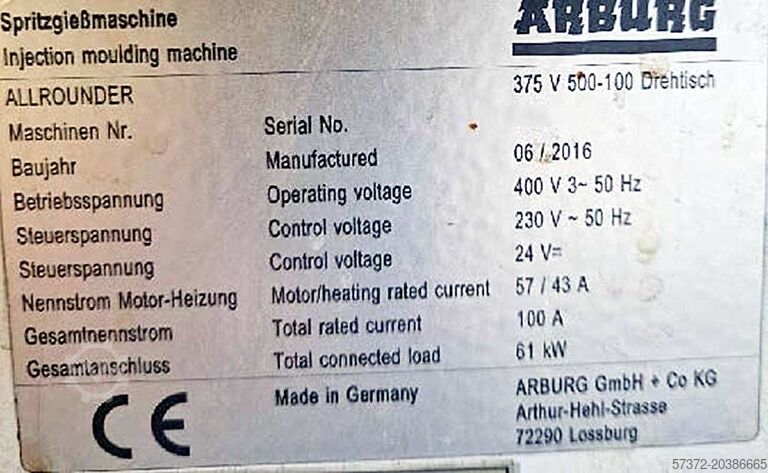 Spritzgießmaschine ARBURG
Injection moulding machine
ALLROUNDER 375 V 500-100 Drehtisch
Maschinen Nr. Serial No.
Baujahr Manufactured 06 / 2016
Betriebsspannung Operating voltage 400 V 3~ 50 Hz
Steuerspannung Control voltage 230 V ~ 50 Hz
Steuerspannung Control voltage 24 V=
Nennstrom Motor-Heizung Motor/heating rated current 57 / 43 A
Gesamtnennstrom Total rated current 100 A
Gesamtanschluss Total connected load 61 kW
CE Made in Germany ARBURG GmbH + Co KG
Arthur-Hehl-Strasse
72290 Lossburg
57372-20386665